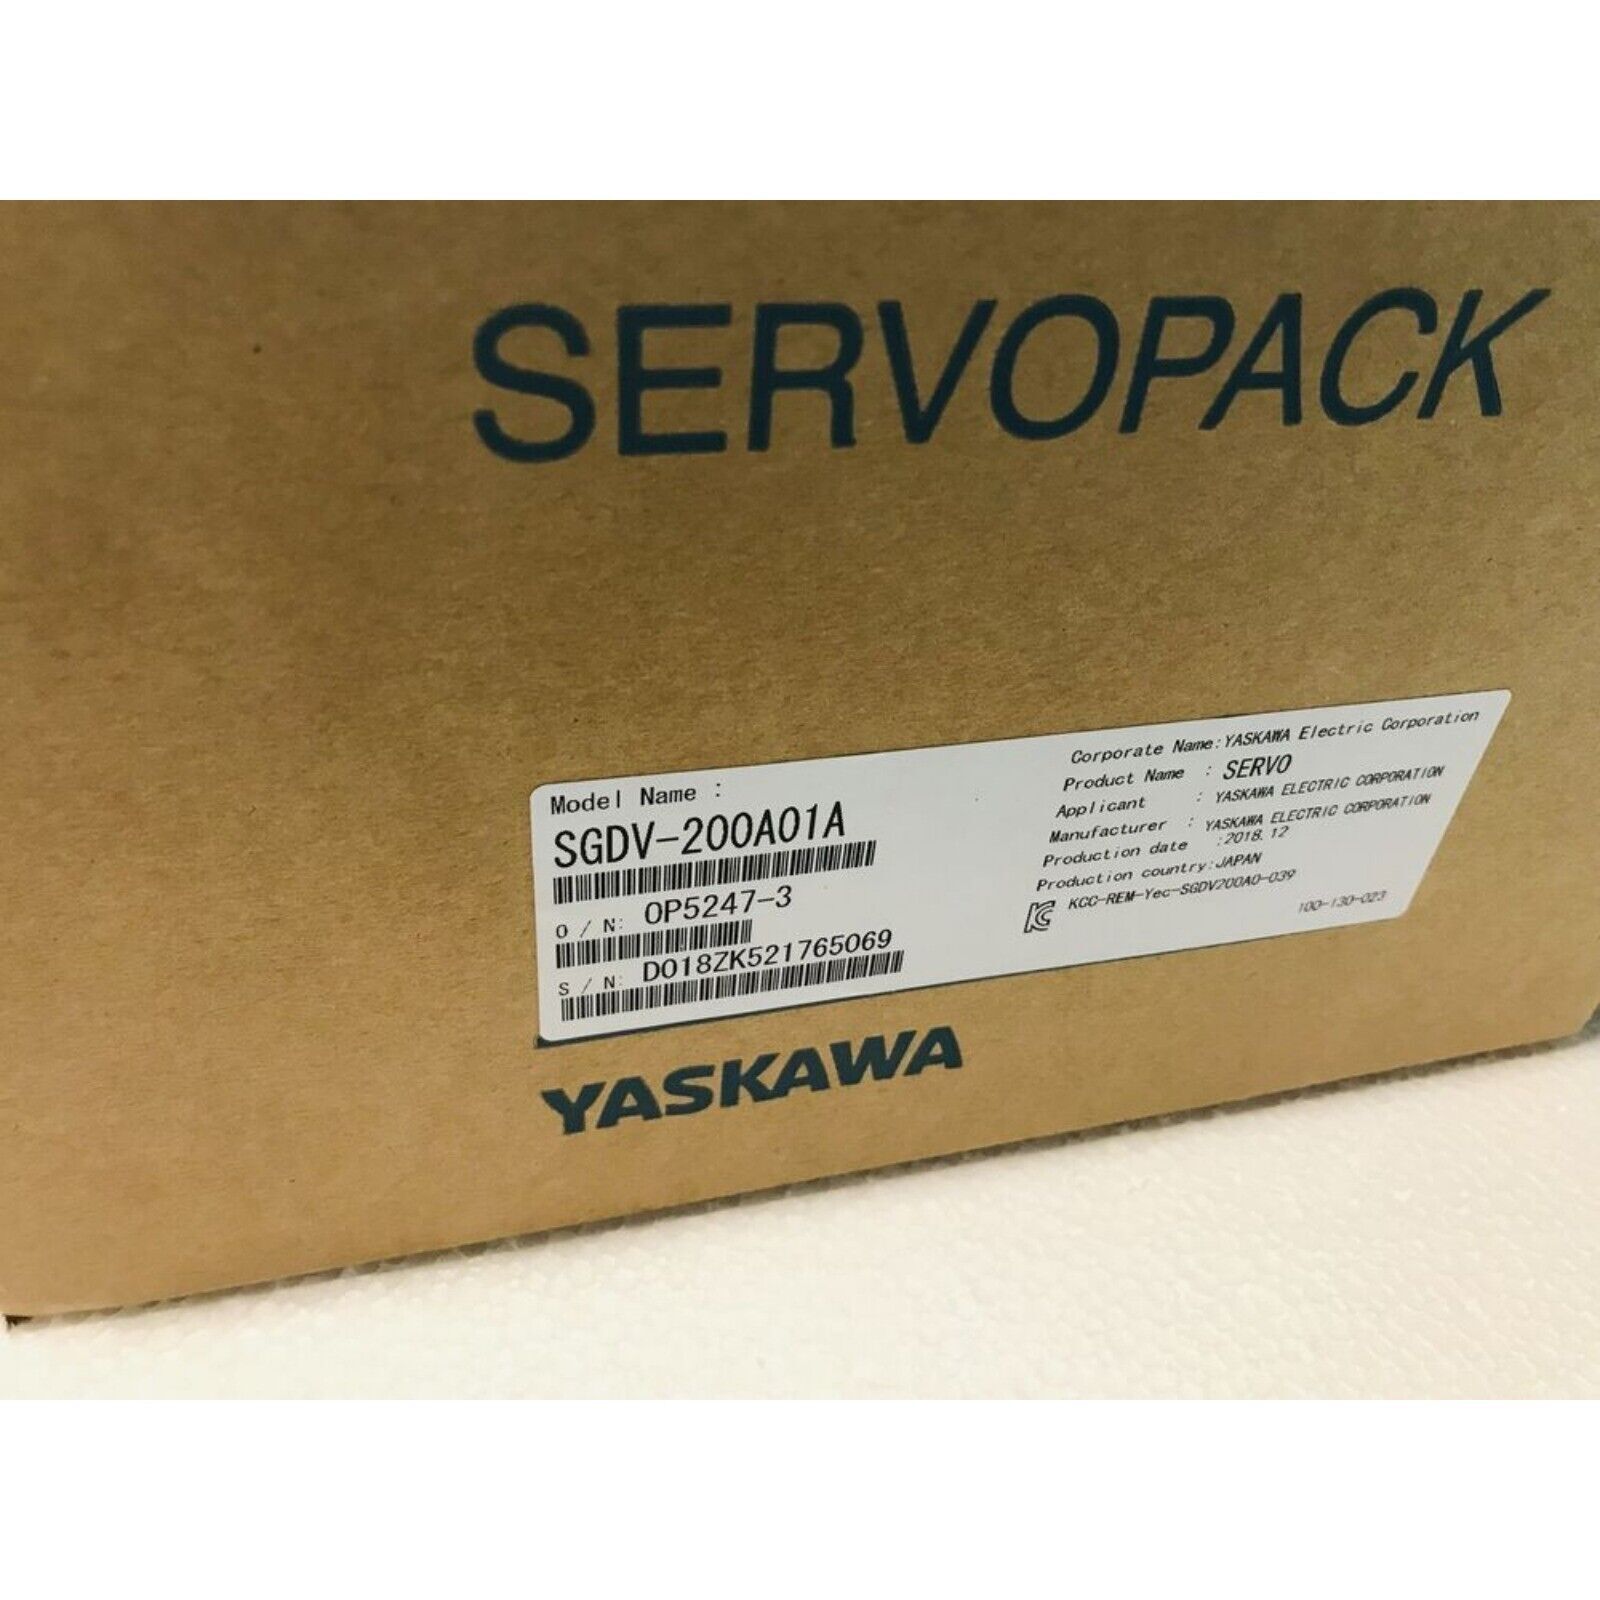 SERVOPACK
Model Name :
SGDV-200A01A
O / N: OP5247-3
S / N: D018ZK521765069
Corporate Name:YASKAWA Electric Corporation
Product Name : SERVO
Applicant : YASKAWA ELECTRIC CORPORATION
Manufacturer : YASKAWA ELECTRIC CORPORATION
Production date :2018.12
Production country:JAPAN
KCC-REM-Yec-SGDV200A0-039
100-130-023
YASKAWA